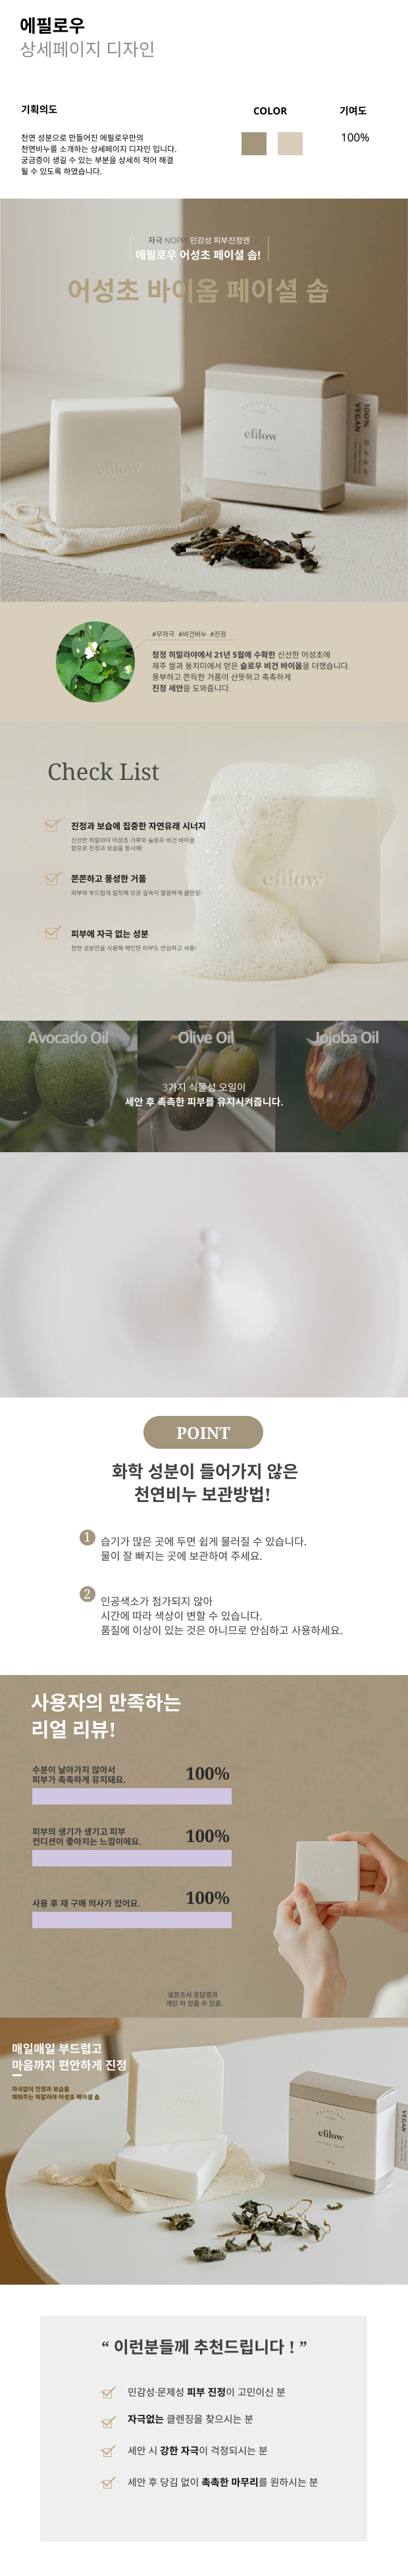 에필로우
상세페이지 디자인
기획의도
COLOR
기여도
천연 성분으로 만들어진 에필로우만의
천연비누를 소개하는 상세페이지 디자인 입니다.
궁금증이 생길 수 있는 부분을 상세히 적어 해결
될 수 있도록 하였습니다.
100%
자극 NOPP! 민감성 피부진정엔
에필로우 어성초 페이셜 솝!
어성초 바이옴 페이셜 솝
efilow
efilow
FACIAL SOAP
100%
VEGAN
#무자극 #비건비누 #진정
청정 히말라야에서 21년 5월에 수확한 신선한 어성초에
제주 쌀과 동치미에서 얻은 슬로우 비건 바이옴을 더했습니다.
풍부하고 쫀득한 거품이 산뜻하고 촉촉하게
진정 세안을 도와줍니다.
Check List
진정과 보습에 집중한 자연유래 시너지
신선한 히말라야 어성초 가루와 슬로우 비건 바이옴
함유로 진정과 보습을 동시에!
쫀쫀하고 풍성한 거품
피부에 부드럽게 밀착해 모공 깊숙이 깔끔하게 클렌징!
피부에 자극 없는 성분
천연 성분만을 사용해 예민한 피부도 안심하고 사용!
efilow
Avocado Oil
Olive Oil
Jojoba Oil
3가지 식물성 오일이
세안 후 촉촉한 피부를 유지시켜줍니다.
POINT
화학 성분이 들어가지 않은
천연비누 보관방법!
1
습기가 많은 곳에 두면 쉽게 물러질 수 있습니다.
물이 잘 빠지는 곳에 보관하여 주세요.
2
인공색소가 첨가되지 않아
시간에 따라 색상이 변할 수 있습니다.
품질에 이상이 있는 것은 아니므로 안심하고 사용하세요.
사용자의 만족하는
리얼 리뷰!
수분이 날아가지 않아서
피부가 촉촉하게 유지돼요.
100%
피부의 생기가 생기고 피부
컨디션이 좋아지는 느낌이에요.
100%
사용 후 재 구매 의사가 있어요.
100%
설문조사 응답결과
개인 차 있을 수 있음.
매일매일 부드럽고
마음까지 편안하게 진정
자극없이 진정과 보습을
채워주는 히말라야 어성초 페이셜 솝
efilow
FACIAL SOAP
VEGAN
“ 이런분들께 추천드립니다 ! ”
민감성·문제성 피부 진정이 고민이신 분
자극없는 클렌징을 찾으시는 분
세안 시 강한 자극이 걱정되시는 분
세안 후 당김 없이 촉촉한 마무리를 원하시는 분